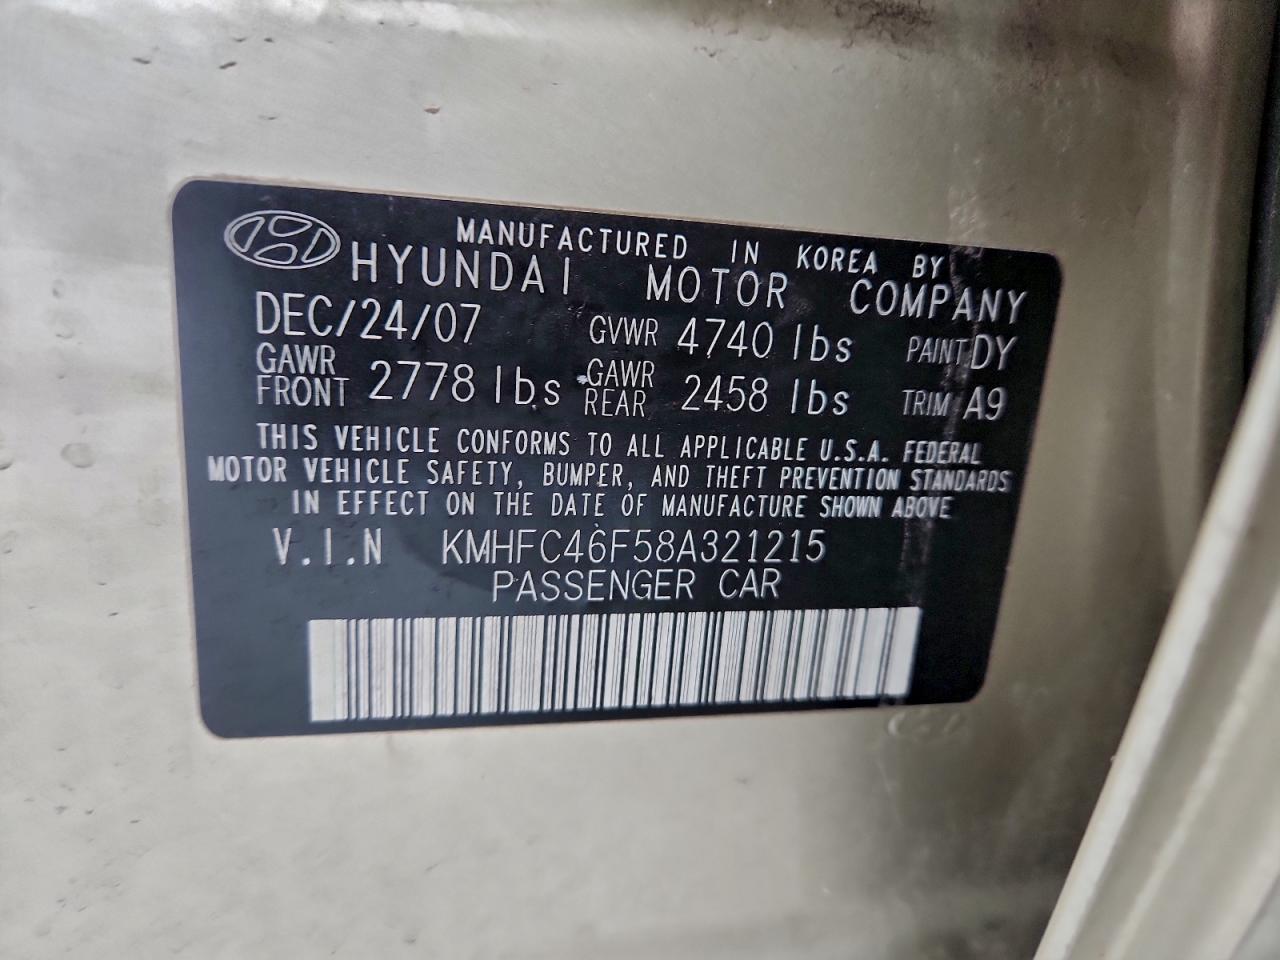 MANUFACTURED IN KOREA BY
HYUNDAI MOTOR COMPANY
DEC/24/07 GVWR 4740 lbs PAINT DY
GAWR FRONT 2778 lbs GAWR REAR 2458 lbs TRIM A9
THIS VEHICLE CONFORMS TO ALL APPLICABLE U.S.A. FEDERAL
MOTOR VEHICLE SAFETY, BUMPER, AND THEFT PREVENTION STANDARDS
IN EFFECT ON THE DATE OF MANUFACTURE SHOWN ABOVE
V.I.N KMHFC46F58A321215
PASSENGER CAR